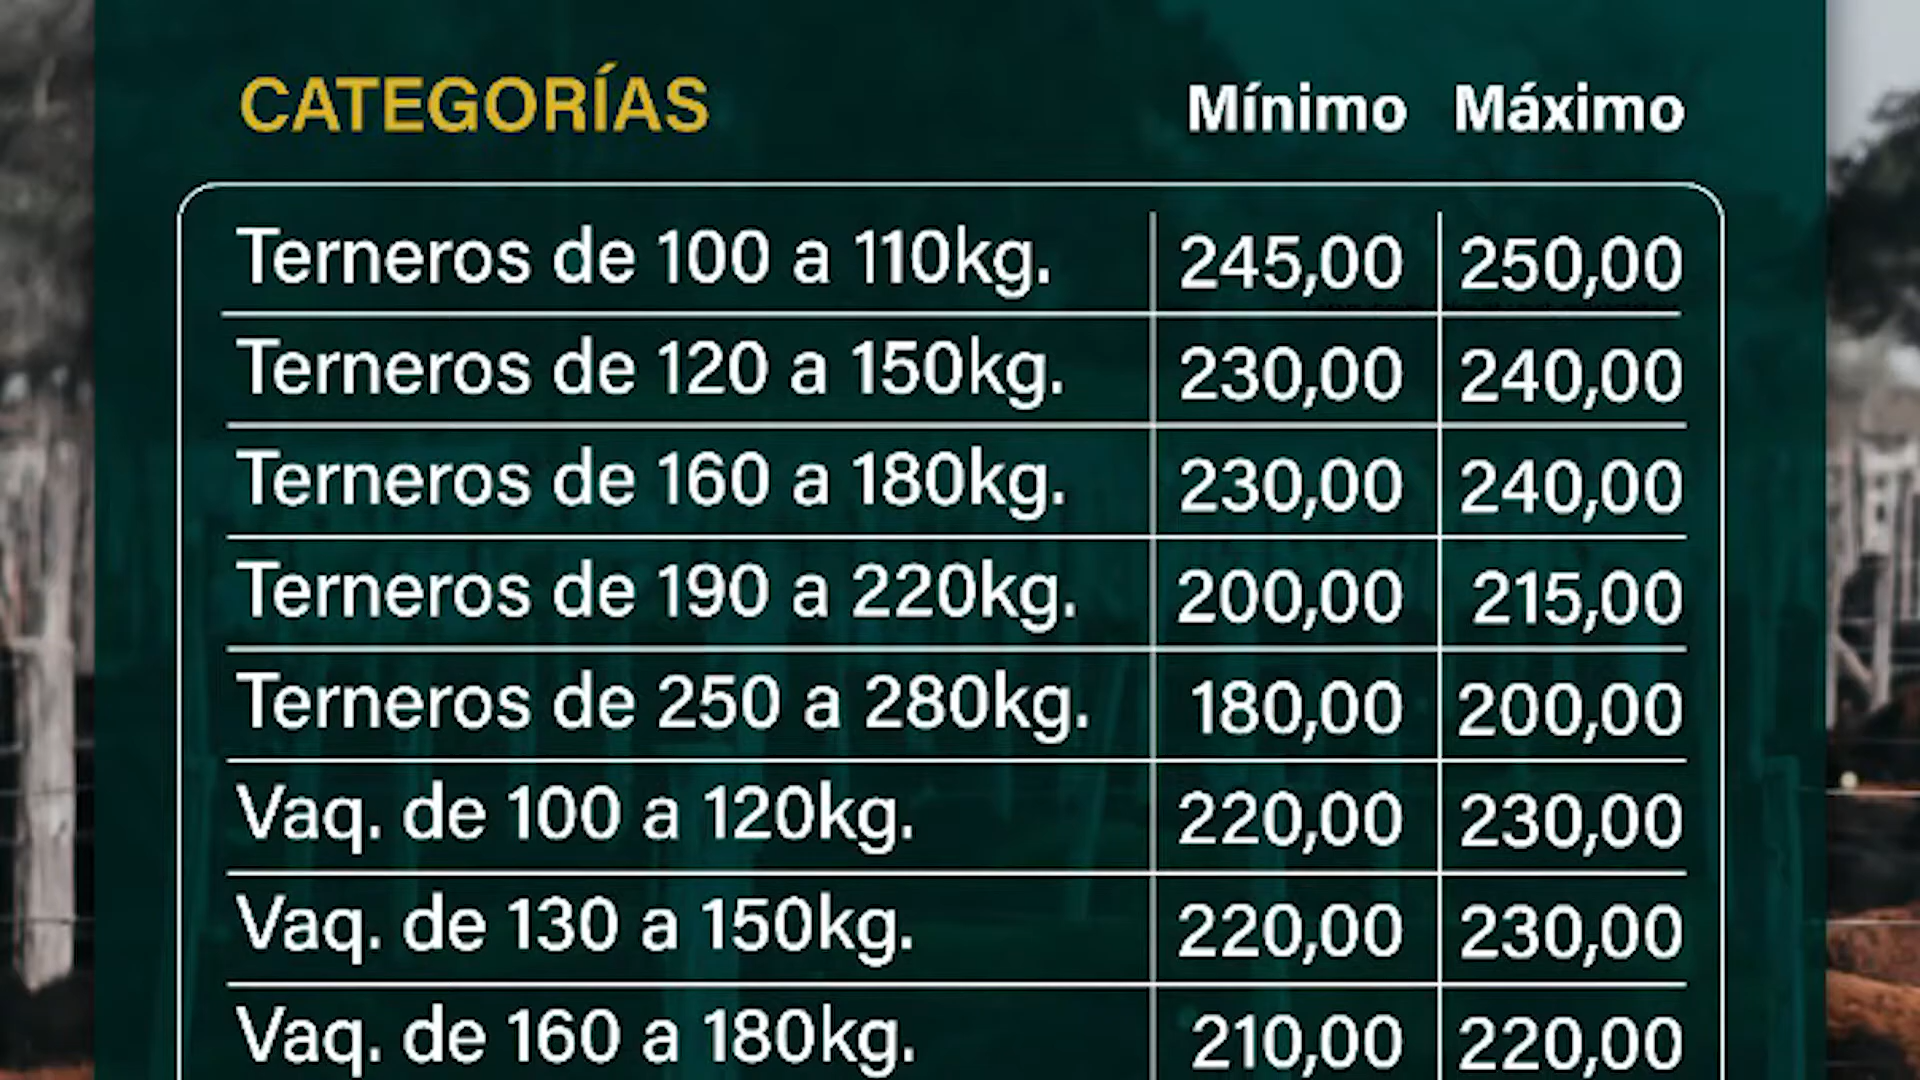 CATEGORÍAS Mínimo Máximo
Terneros de 100 a 110kg. 245,00 250,00
Terneros de 120 a 150kg. 230,00 240,00
Terneros de 160 a 180kg. 230,00 240,00
Terneros de 190 a 220kg. 200,00 215,00
Terneros de 250 a 280kg. 180,00 200,00
Vaq. de 100 a 120kg. 220,00 230,00
Vaq. de 130 a 150kg. 220,00 230,00
Vaq. de 160 a 180kg. 210,00 220,00